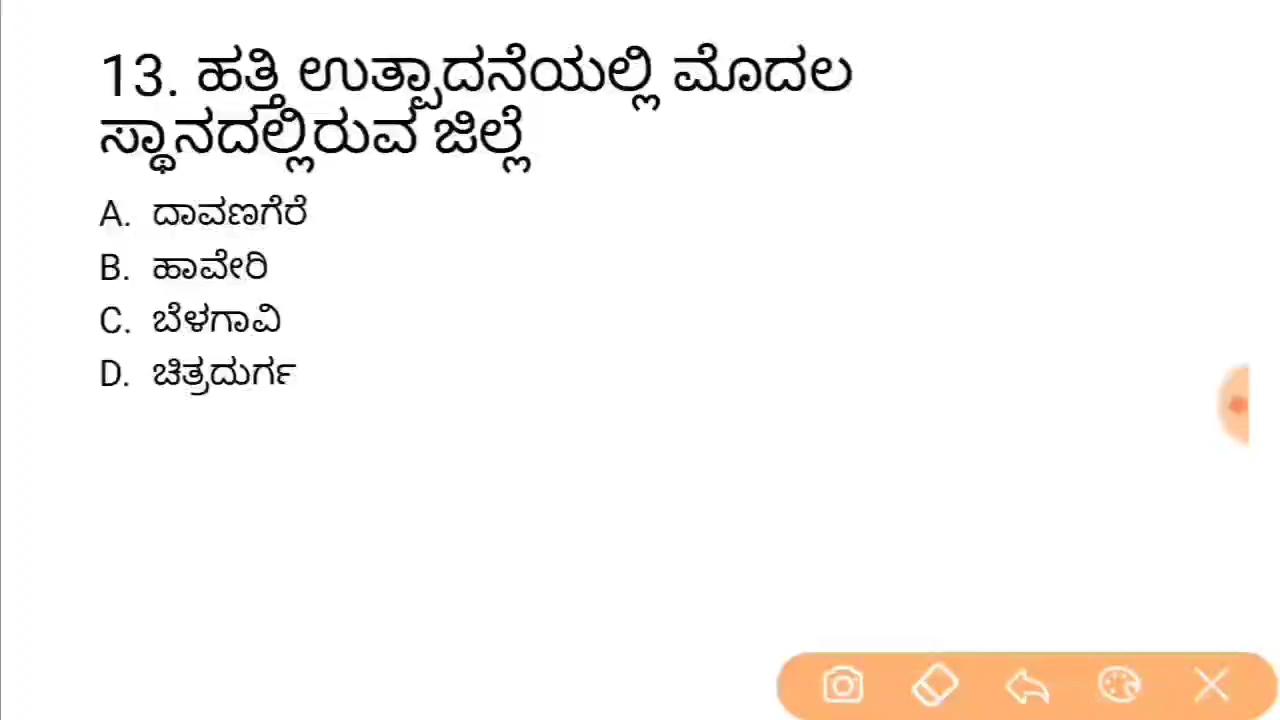 13. ಹತ್ತಿ ಉತ್ಪಾದನೆಯಲ್ಲಿ ಮೊದಲ
ಸ್ಥಾನದಲ್ಲಿರುವ ಜಿಲ್ಲೆ
A. ದಾವಣಗೆರೆ
B. ಹಾವೇರಿ
C. ಬೆಳಗಾವಿ
D. ಚಿತ್ರದುರ್ಗ